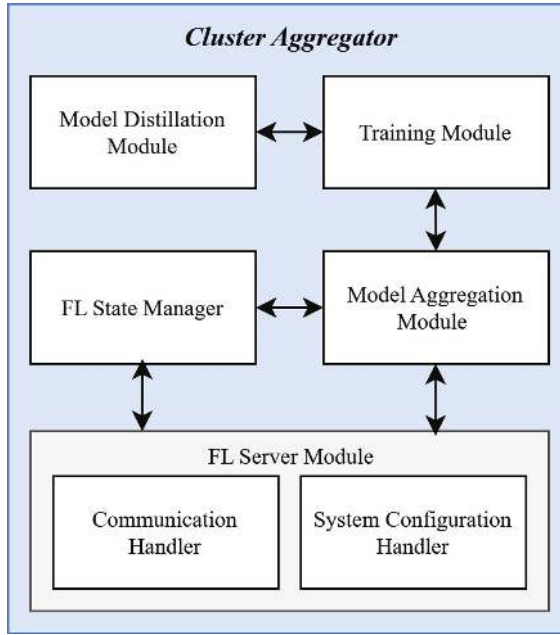 Cluster Aggregator
Model Distillation
Module
Training Module
FL State Manager
Model Aggregation
Module
FL Server Module
Communication
Handler
System Configuration
Handler